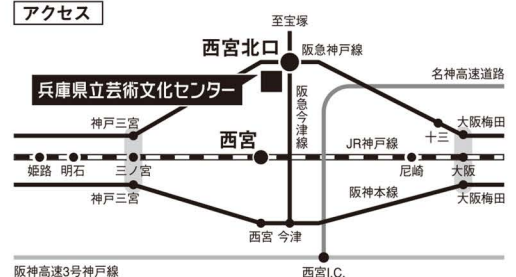 アクセス
至宝塚
西宮北口
阪急神戸線
名神高速道路
兵庫県立芸術文化センター
阪急今津線
神戸三宮
西宮
JR神戸線
十三
大阪梅田
姫路
明石
三ノ宮
尼崎
大阪
神戸三宮
阪神本線
大阪梅田
西宮
今津
阪神高速3号神戸線
西宮I.C.